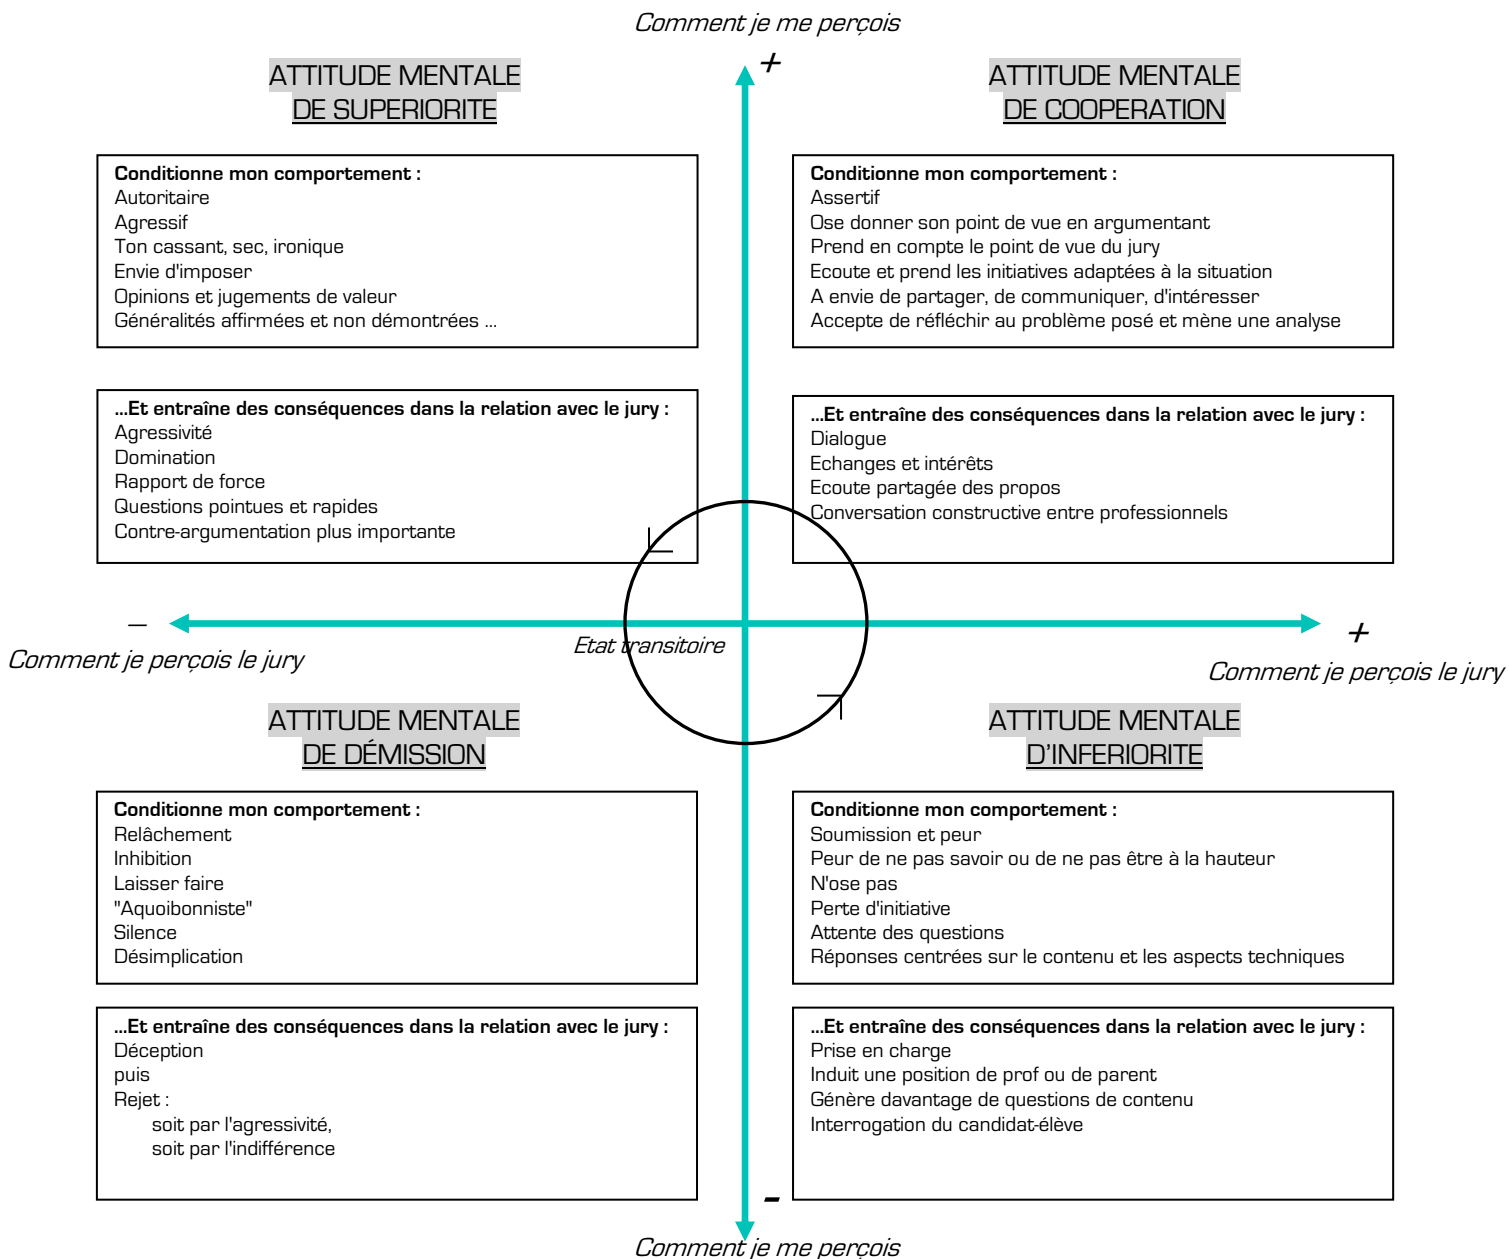 Comment je me perçois
+
ATTITUDE MENTALE
DE SUPERIORITE
Conditionne mon comportement :
Autoritaire
Agressif
Ton cassant, sec, ironique
Envie d'imposer
Opinions et jugements de valeur
Généralités affirmées et non démontrées ...
...Et entraîne des conséquences dans la relation avec le jury :
Agressivité
Domination
Rapport de force
Questions pointues et rapides
Contre-argumentation plus importante
ATTITUDE MENTALE
DE COOPERATION
Conditionne mon comportement :
Assertif
Ose donner son point de vue en argumentant
Prend en compte le point de vue du jury
Ecoute et prend les initiatives adaptées à la situation
A envie de partager, de communiquer, d'intéresser
Accepte de réfléchir au problème posé et mène une analyse
...Et entraîne des conséquences dans la relation avec le jury :
Dialogue
Echanges et intérêts
Ecoute partagée des propos
Conversation constructive entre professionnels
–
Comment je perçois le jury
Etat transitoire
+
Comment je perçois le jury
ATTITUDE MENTALE
DE DÉMISSION
Conditionne mon comportement :
Relâchement
Inhibition
Laisser faire
"Aquoibonniste"
Silence
Désimplication
...Et entraîne des conséquences dans la relation avec le jury :
Déception
puis
Rejet :
soit par l'agressivité,
soit par l'indifférence
ATTITUDE MENTALE
D'INFERIORITE
Conditionne mon comportement :
Soumission et peur
Peur de ne pas savoir ou de ne pas être à la hauteur
N'ose pas
Perte d'initiative
Attente des questions
Réponses centrées sur le contenu et les aspects techniques
...Et entraîne des conséquences dans la relation avec le jury :
Prise en charge
Induit une position de prof ou de parent
Génère davantage de questions de contenu
Interrogation du candidat-élève
-
Comment je me perçois